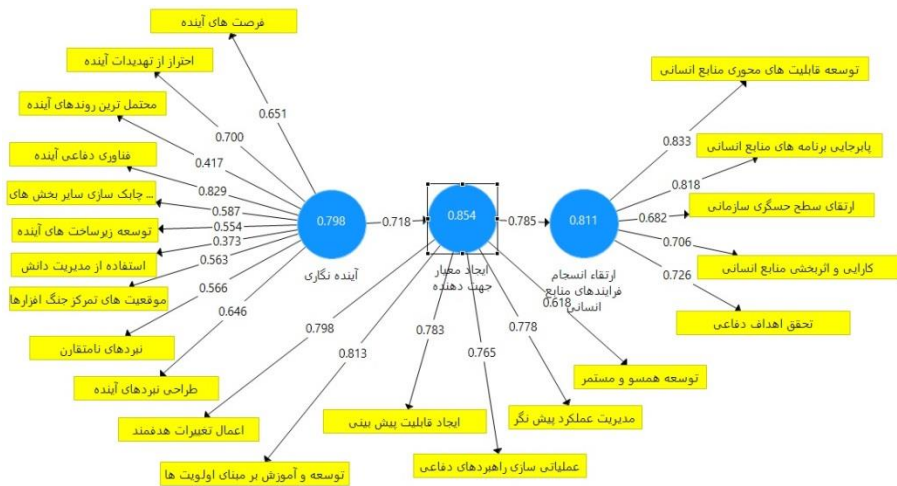 فرصت های آینده
احتراز از تهدیدات آینده
محتمل ترین روندهای آینده
فناوری دفاعی آینده
... چابک سازی سایر بخش های
توسعه زیرساخت های آینده
استفاده از مدیریت دانش
موقعیت های تمرکز جنگ افزارها
نبردهای نامتقارن
طراحی نبردهای آینده
0.651
0.700
0.417
0.829
0.587
0.554
0.373
0.563
0.566
0.646
0.798
آینده نگاری
0.718
0.854
ایجاد معیار
جهت دهنده
0.785
0.811
ارتقاء انسجام
فرایندهای منابع
انسانی
0.798
0.813
0.783
0.765
0.778
0.618
اعمال تغییرات هدفمند
توسعه و آموزش بر مبنای اولویت ها
ایجاد قابلیت پیش بینی
عملیاتی سازی راهبردهای دفاعی
مدیریت عملکرد پیش نگر
توسعه همسو و مستمر
0.833
0.818
0.682
0.706
0.726
توسعه قابلیت های محوری منابع انسانی
پابرجایی برنامه های منابع انسانی
ارتقای سطح حسگری سازمانی
کارایی و اثربخشی منابع انسانی
تحقق اهداف دفاعی